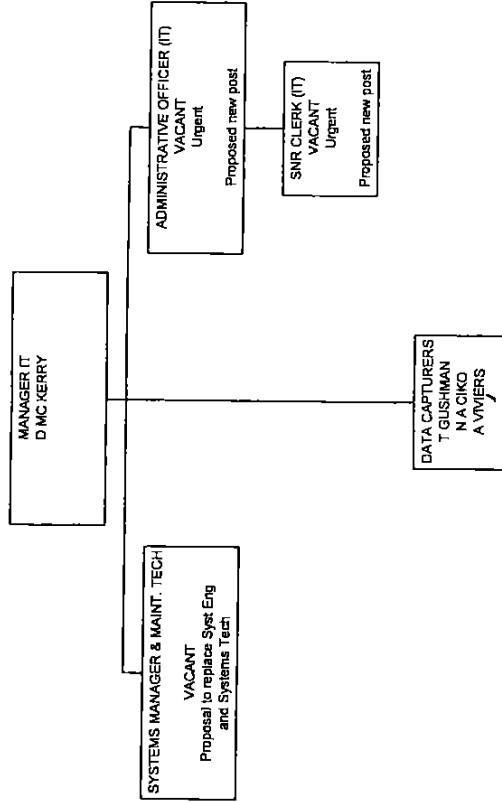 MANAGER IT
D MC KERRY
SYSTEMS MANAGER & MAINT. TECH
VACANT
Proposal to replace Syst Eng
and Systems Tech
ADMINISTRATIVE OFFICER (IT)
VACANT
Urgent
Proposed new post
SNR CLERK (IT)
VACANT
Urgent
Proposed new post
DATA CAPTURERS
T GUSHMAN
N A CIKO
A VIVIERS